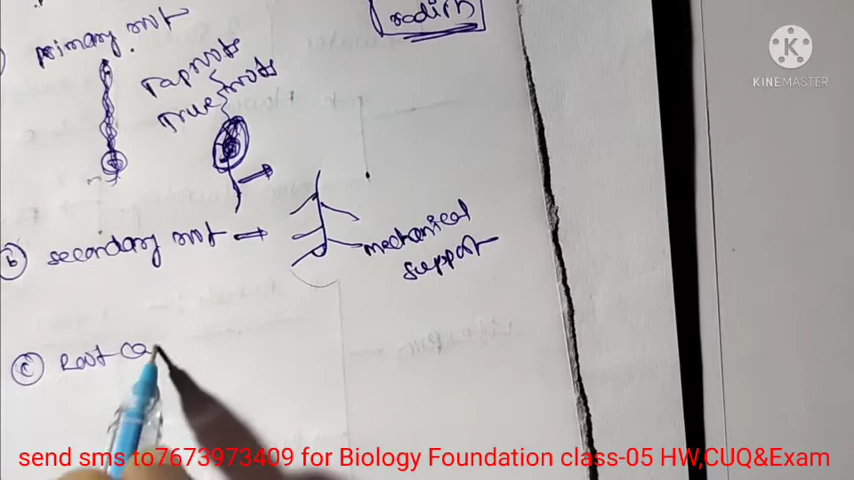 radish
primary root
Taproots
True roots
b secondary root →
mechanical
support
c Root ca
KINEMASTER
send sms to7673973409 for Biology Foundation class-05 HW,CUQ&Exam